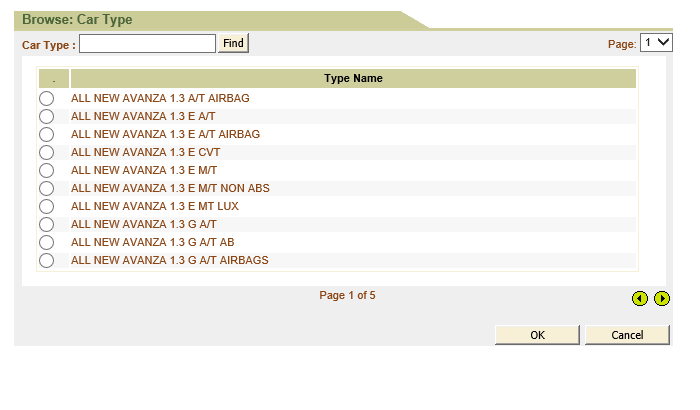 Browse: Car Type
Car Type : Find Page: 1
. Type Name
ALL NEW AVANZA 1.3 A/T AIRBAG
ALL NEW AVANZA 1.3 E A/T
ALL NEW AVANZA 1.3 E A/T AIRBAG
ALL NEW AVANZA 1.3 E CVT
ALL NEW AVANZA 1.3 E M/T
ALL NEW AVANZA 1.3 E M/T NON ABS
ALL NEW AVANZA 1.3 E MT LUX
ALL NEW AVANZA 1.3 G A/T
ALL NEW AVANZA 1.3 G A/T AB
ALL NEW AVANZA 1.3 G A/T AIRBAGS
Page 1 of 5
OK Cancel